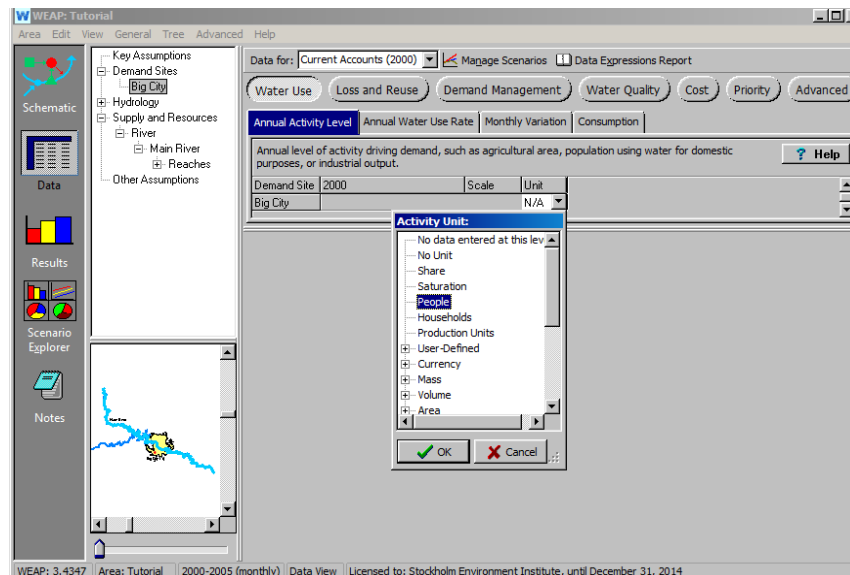 WEAP: Tutorial
Area Edit View General Tree Advanced Help
Schematic
Data
Results
Scenario
Explorer
Notes
Key Assumptions
Demand Sites
Big City
Hydrology
Supply and Resources
River
Main River
Reaches
Other Assumptions
Data for: Current Accounts (2000) Manage Scenarios Data Expressions Report
Water Use Loss and Reuse Demand Management Water Quality Cost Priority Advanced
Annual Activity Level Annual Water Use Rate Monthly Variation Consumption
Annual level of activity driving demand, such as agricultural area, population using water for domestic
purposes, or industrial output.
? Help
Demand Site 2000 Scale Unit
Big City N/A
Activity Unit:
No data entered at this lev
No Unit
Share
Saturation
People
Households
Production Units
User-Defined
Currency
Mass
Volume
Area
OK Cancel
WEAP: 3.4347 Area: Tutorial 2000-2005 (monthly) Data View Licensed to: Stockholm Environment Institute, until December 31, 2014